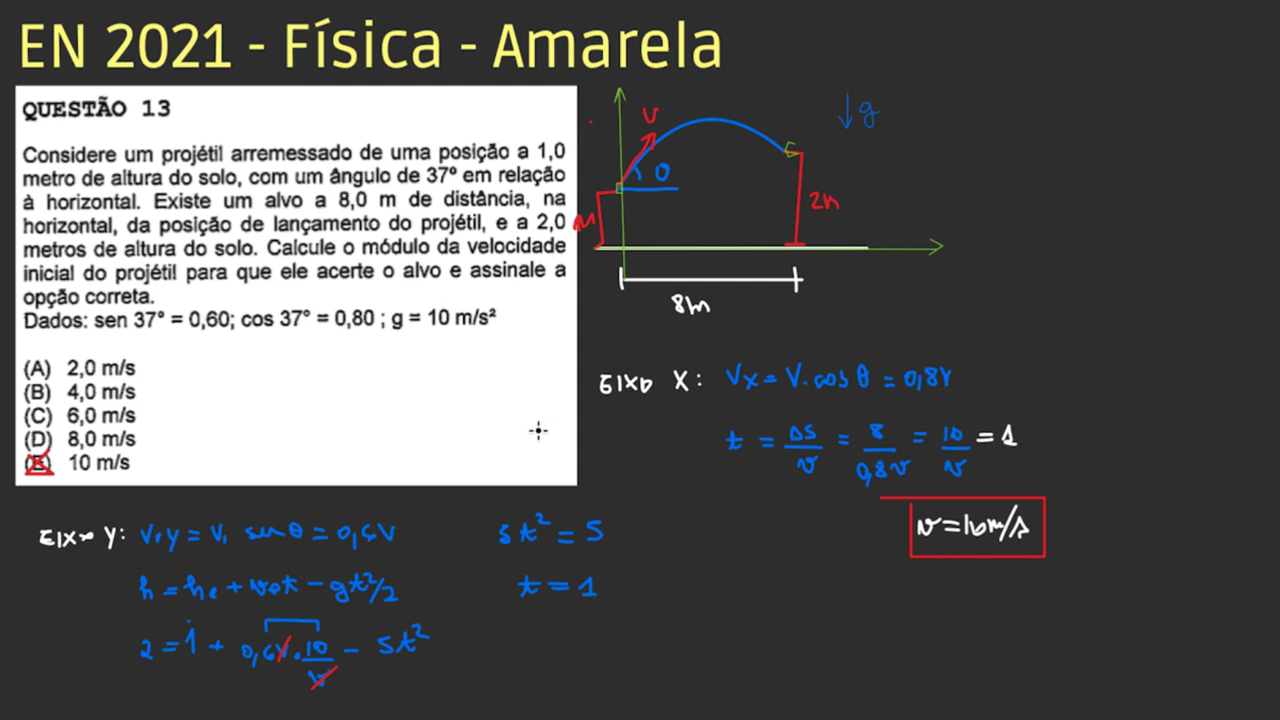 EN 2021 - Física - Amarela
QUESTÃO 13
Considere um projétil arremessado de uma posição a 1,0
metro de altura do solo, com um ângulo de 37º em relação
à horizontal. Existe um alvo a 8,0 m de distância, na
horizontal, da posição de lançamento do projétil, e a 2,0
metros de altura do solo. Calcule o módulo da velocidade
inicial do projétil para que ele acerte o alvo e assinale a
opção correta.
Dados: sen 37º = 0,60; cos 37º = 0,80 ; g = 10 m/s²
(A) 2,0 m/s
(B) 4,0 m/s
(C) 6,0 m/s
(D) 8,0 m/s
(E) 10 m/s
v
θ
g
2m
8m
EIXO X: Vx = V. cos θ = 0,8V
t = ΔS/v = 8/0,8v = 10/v = 1
v = 10m/s
EIXO Y: V.y = V. sen θ = 0,6V
h = h0 + v0t - gt²/2
2 = 1 + 0,6V . 10/v - 5t²
5t² = 5
t = 1